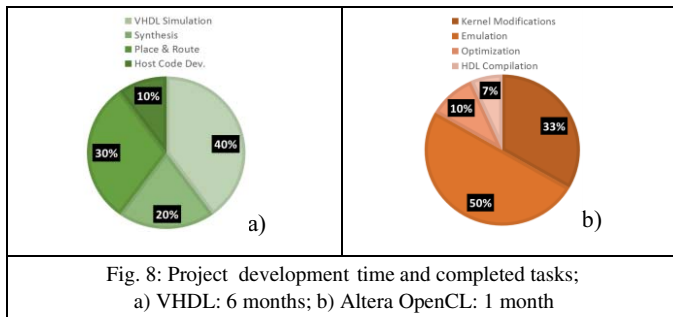 VHDL Simulation
Synthesis
Place & Route
Host Code Dev.
10%
40%
30%
20%
a)
Kernel Modifications
Emulation
Optimization
HDL Compilation
7%
10%
33%
50%
b)
Fig. 8: Project development time and completed tasks;
a) VHDL: 6 months; b) Altera OpenCL: 1 month